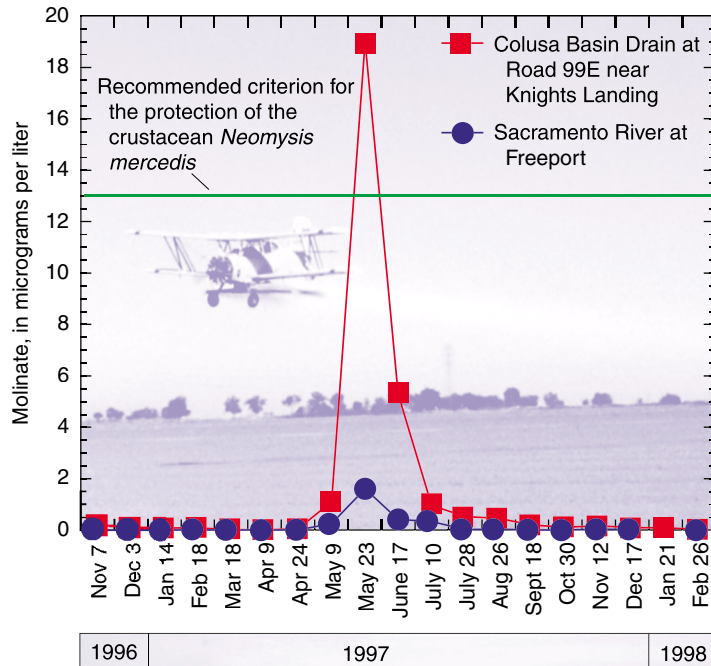 20
18
16
14
12
10
8
6
4
2
0
Molinate, in micrograms per liter
Recommended criterion for
the protection of the
crustacean Neomysis
mercedis
Colusa Basin Drain at
Road 99E near
Knights Landing
Sacramento River at
Freeport
Nov 7
Dec 3
Jan 14
Feb 18
Mar 18
Apr 9
Apr 24
May 9
May 23
June 17
July 10
July 28
Aug 26
Sept 18
Oct 30
Nov 12
Dec 17
Jan 21
Feb 26
1996
1997
1998